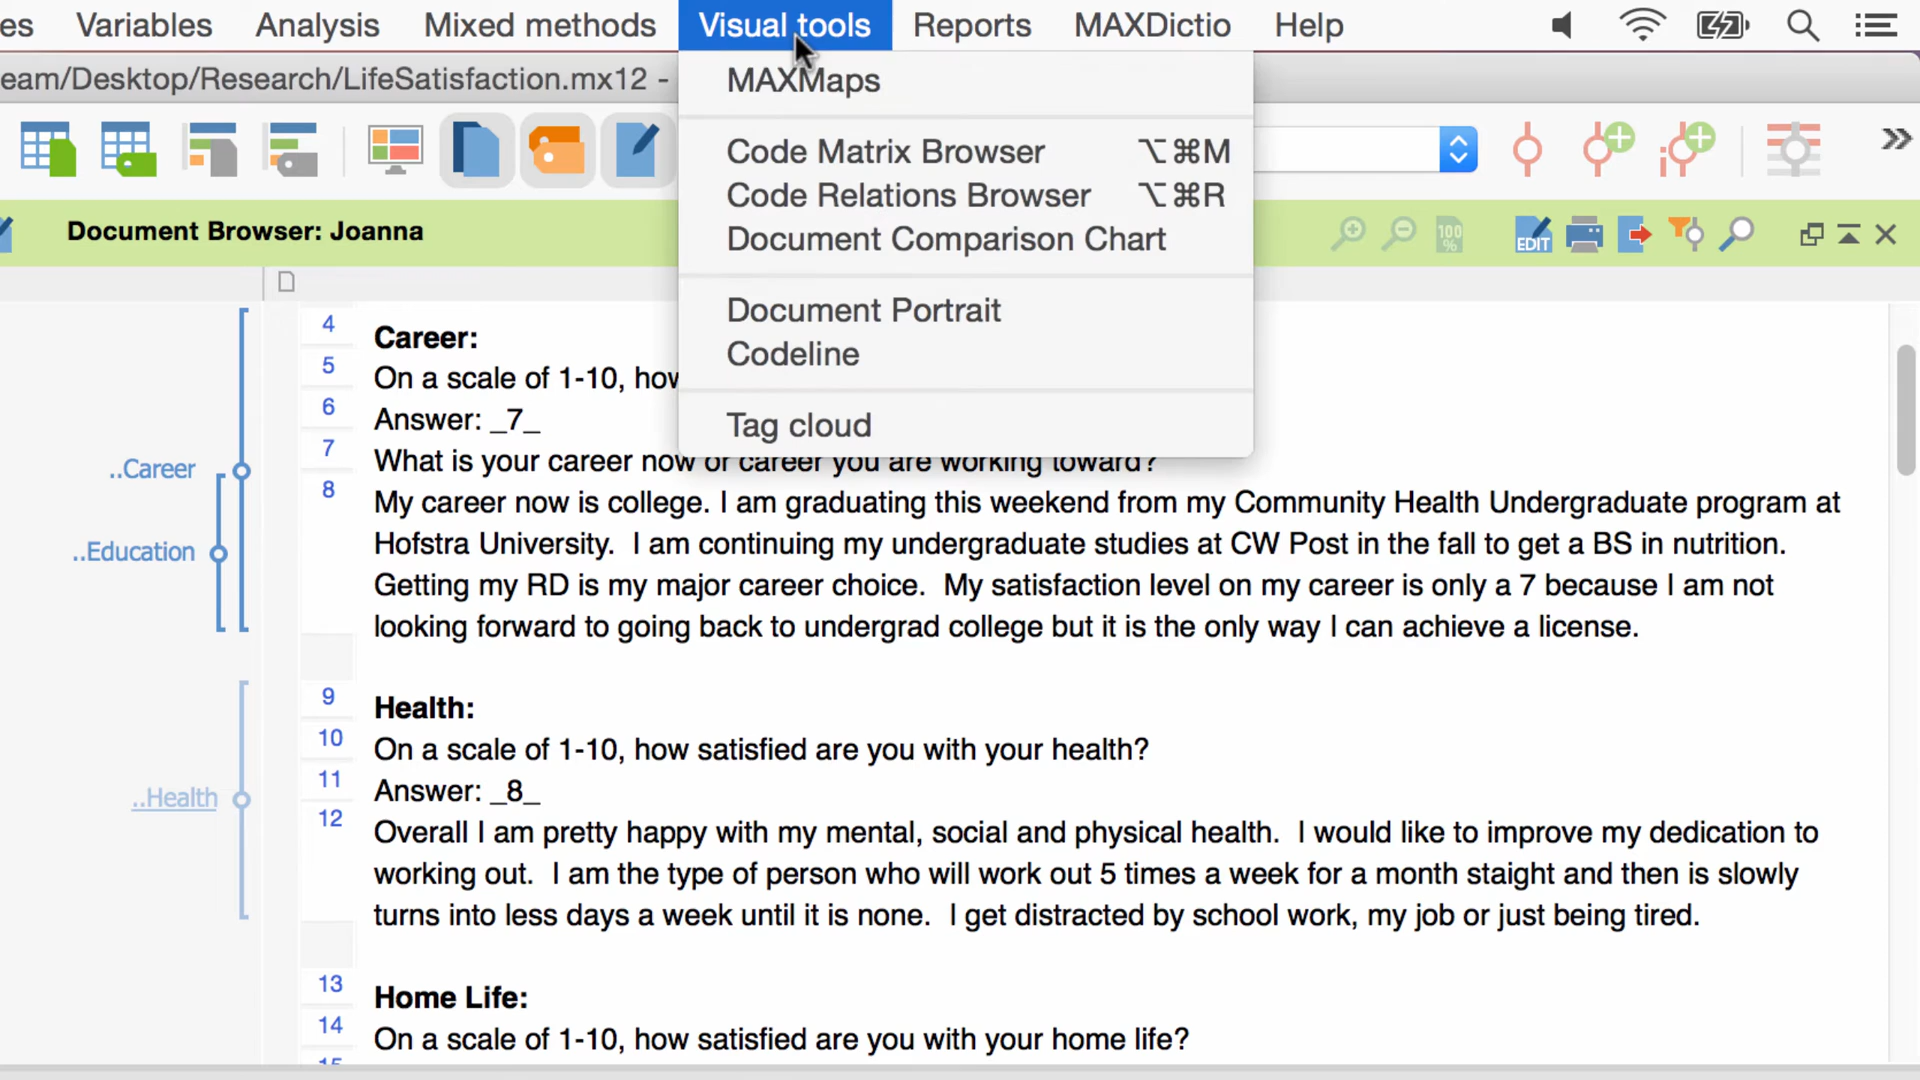 es Variables Analysis Mixed methods Visual tools Reports MAXDictio Help
eam/Desktop/Research/LifeSatisfaction.mx12 -
MAXMaps
Code Matrix Browser ⌥⌘M
Code Relations Browser ⌥⌘R
Document Comparison Chart
Document Portrait
Codeline
Tag cloud
Document Browser: Joanna
100 %
EDIT
4 Career:
5 On a scale of 1-10, how
6 Answer: _7_
7 What is your career now or career you are working toward?
..Career
8 My career now is college. I am graduating this weekend from my Community Health Undergraduate program at
Hofstra University.  I am continuing my undergraduate studies at CW Post in the fall to get a BS in nutrition.
..Education
Getting my RD is my major career choice.  My satisfaction level on my career is only a 7 because I am not
looking forward to going back to undergrad college but it is the only way I can achieve a license.
9 Health:
10 On a scale of 1-10, how satisfied are you with your health?
11 Answer: _8_
..Health
12 Overall I am pretty happy with my mental, social and physical health.  I would like to improve my dedication to
working out.  I am the type of person who will work out 5 times a week for a month staight and then is slowly
turns into less days a week until it is none.  I get distracted by school work, my job or just being tired.
13 Home Life:
14 On a scale of 1-10, how satisfied are you with your home life?
15